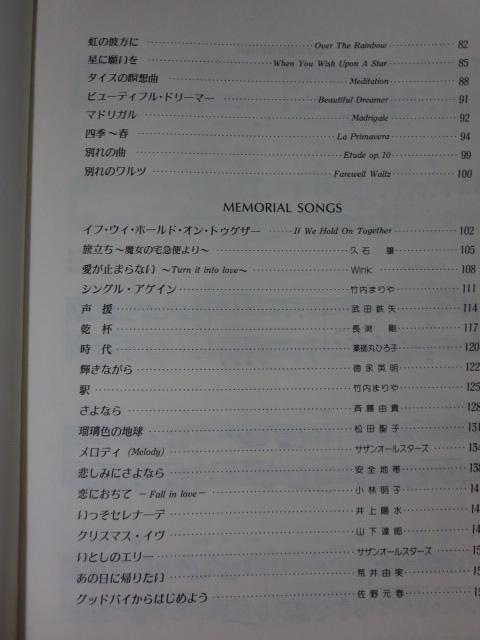 虹の彼方に Over The Rainbow 82
星に願いを When You Wish Upon A Star 85
タイスの瞑想曲 Meditation 88
ビューティフル・ドリーマー Beautiful Dreamer 91
マドリガル Madrigale 92
四季〜春 La Primavera 94
別れの曲 Etude op.10 99
別れのワルツ Farewell Waltz 100
MEMORIAL SONGS
イフ・ウィ・ホールド・オン・トゥゲザー If We Hold On Together 102
旅立ち〜魔女の宅急便より〜 久石 譲 105
愛が止まらない 〜Turn it into love〜 Wink 108
シングル・アゲイン 竹内まりや 111
声 援 武田鉄矢 114
乾 杯 長渕 剛 117
時 代 薬師丸ひろ子 120
輝きながら 徳永英明 122
駅 竹内まりや 125
さよなら 斉藤由貴 128
瑠璃色の地球 松田聖子 131
メロディ (Melody) サザンオールスターズ 134
悲しみにさよなら 安全地帯 138
恋におちて －Fall in love－ 小林明子 14
いっそセレナーデ 井上陽水 14
クリスマス・イヴ 山下達郎 14
いとしのエリー サザンオールスターズ 15
あの日に帰りたい 荒井由実 15
グッドバイからはじめよう 佐野元春 15